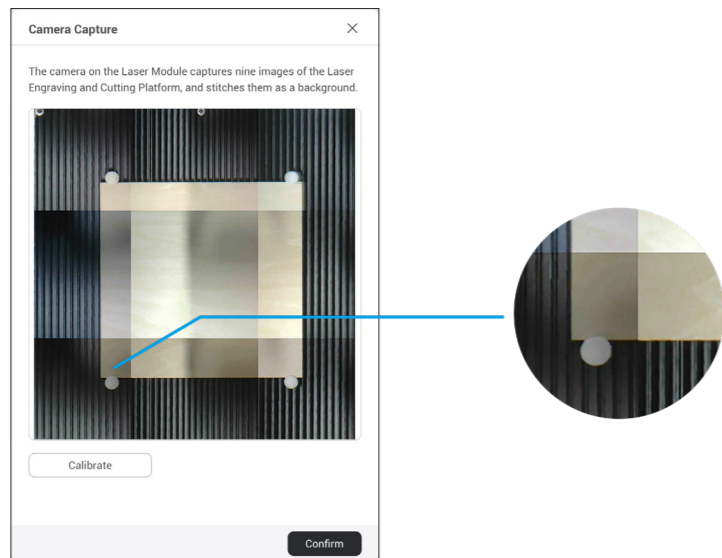 Camera Capture
The camera on the Laser Module captures nine images of the Laser
Engraving and Cutting Platform, and stitches them as a background.
Calibrate
Confirm